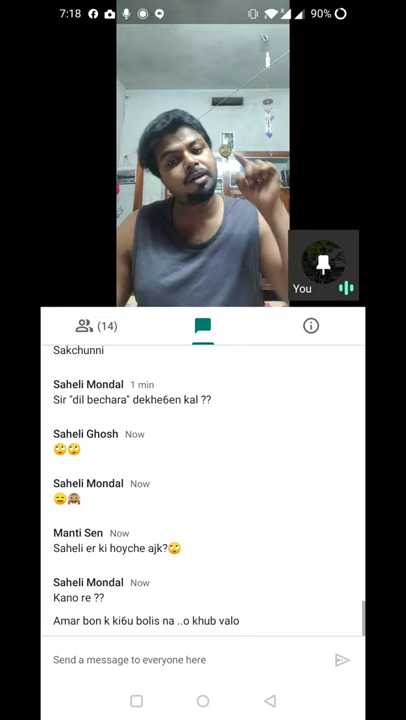 7:18
90%
You
(14)
Sakchunni
Saheli Mondal 1 min
Sir "dil bechara" dekhe6en kal ??
Saheli Ghosh Now
🙄🙄
Saheli Mondal Now
😑🙈
Manti Sen Now
Saheli er ki hoyche ajk?🙄
Saheli Mondal Now
Kano re ??
Amar bon k ki6u bolis na ..o khub valo
Send a message to everyone here